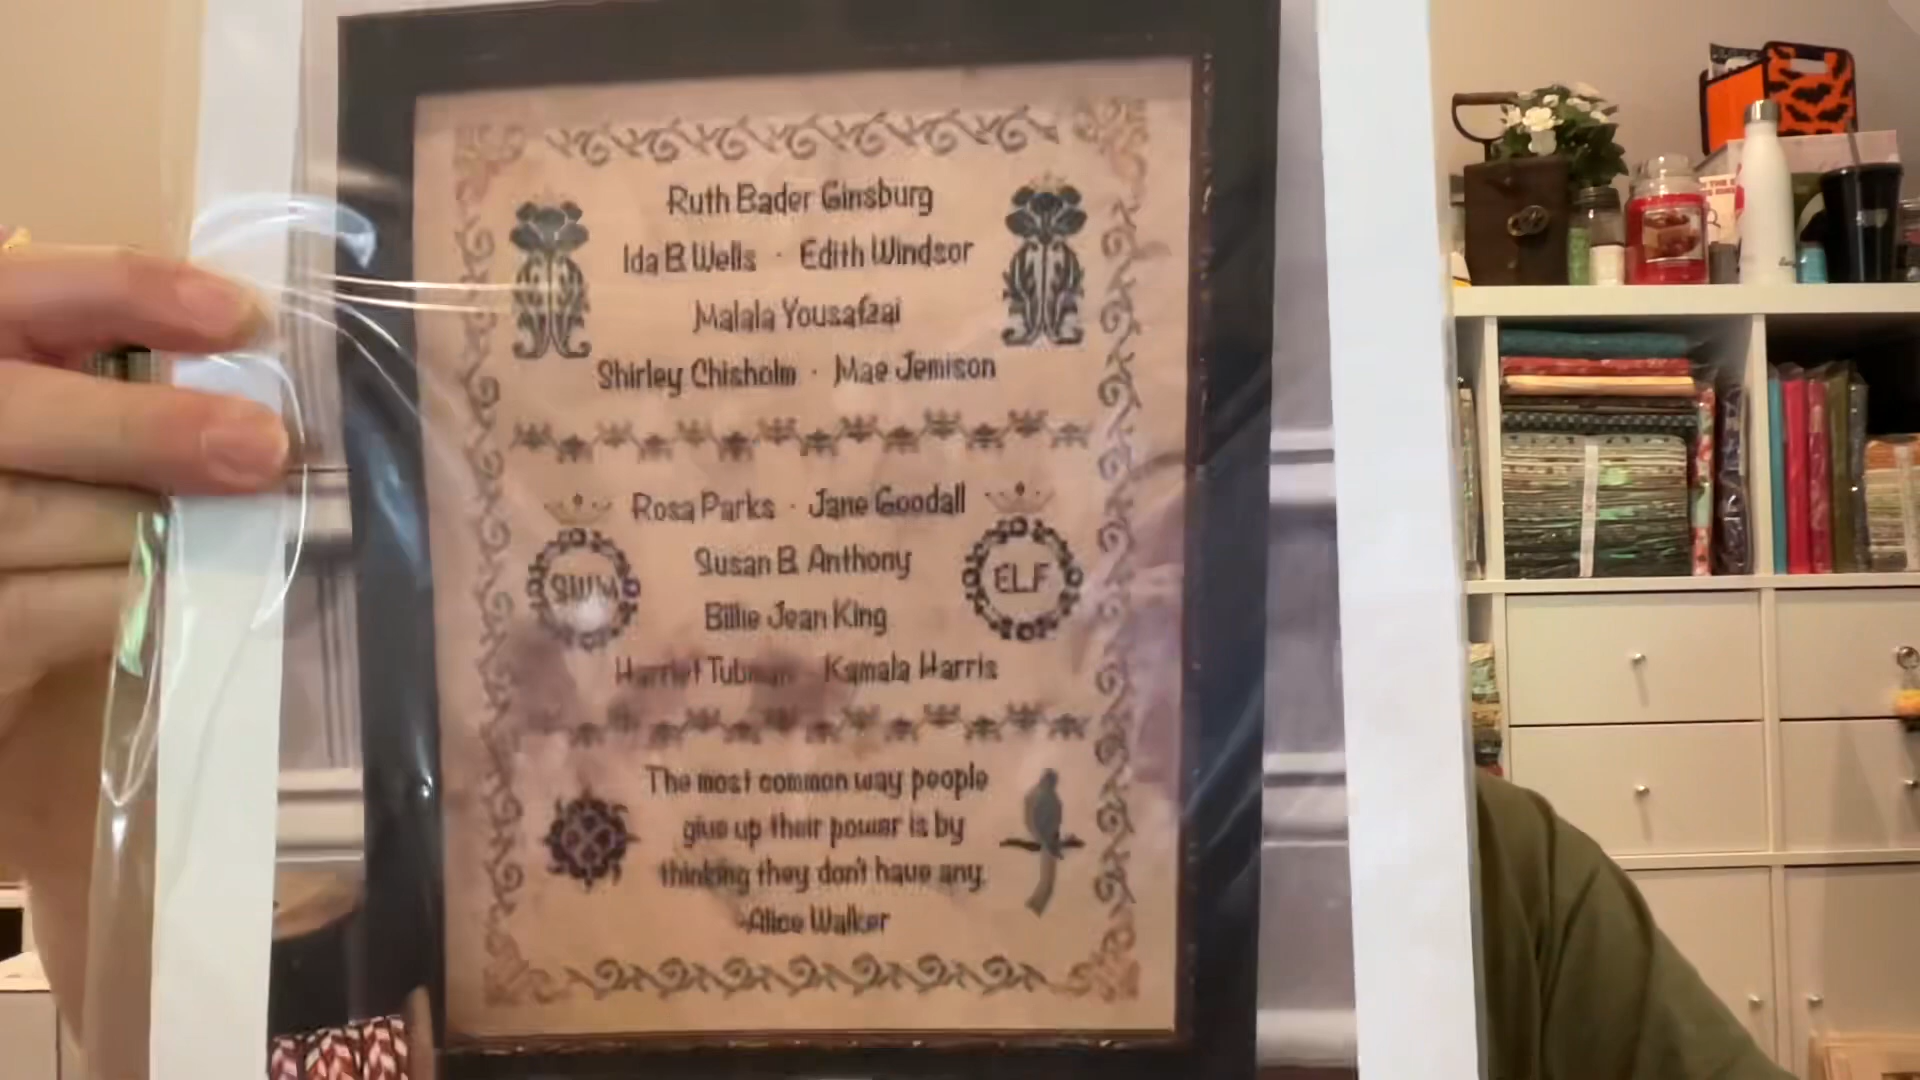 Ruth Bader Ginsburg
Ida B. Wells · Edith Windsor
Malala Yousafzai
Shirley Chisholm · Mae Jemison
Rosa Parks · Jane Goodall
Susan B. Anthony
ELF
Billie Jean King
Harriet Tubman Kamala Harris
The most common way people
give up their power is by
thinking they don't have any.
-Alice Walker